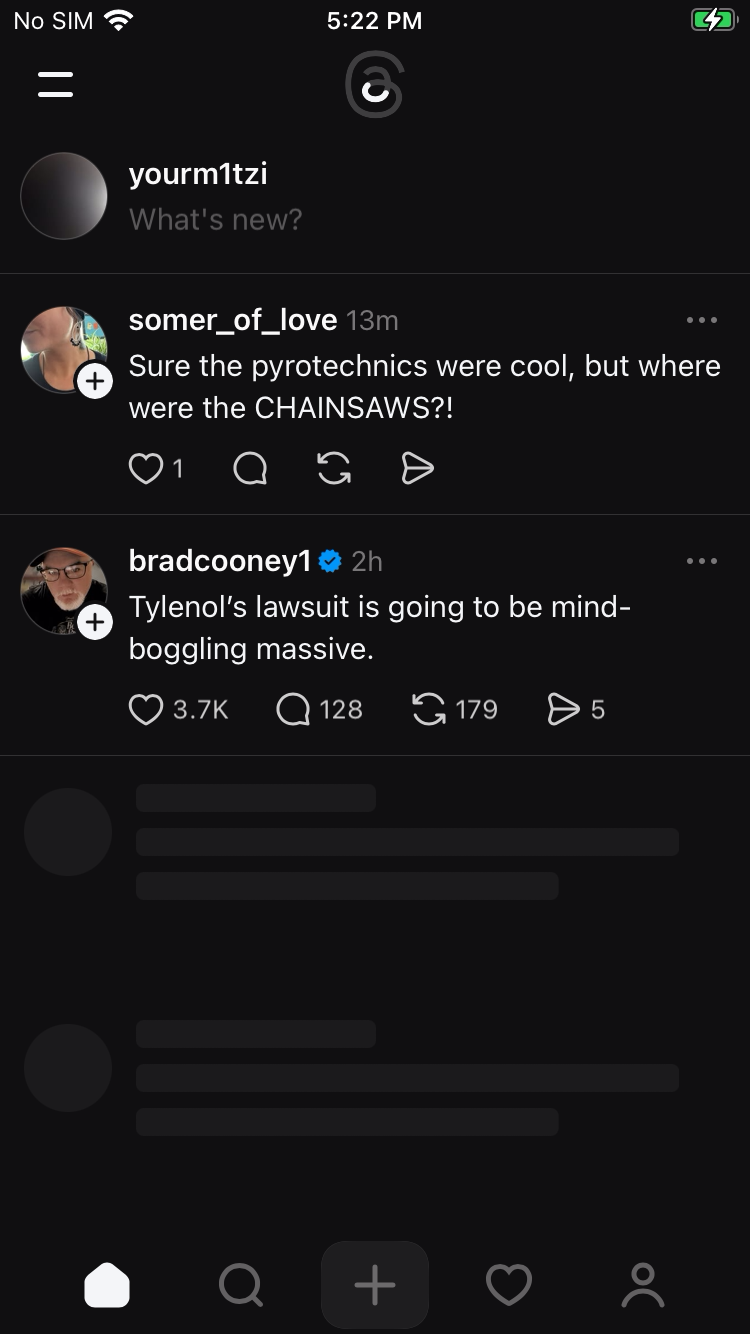 No SIM 5:22 PM
yourm1tzi
What's new?
somer_of_love 13m
Sure the pyrotechnics were cool, but where
were the CHAINSAWS?!
1
bradcooney1 2h
Tylenol’s lawsuit is going to be mind-
boggling massive.
3.7K 128 179 5